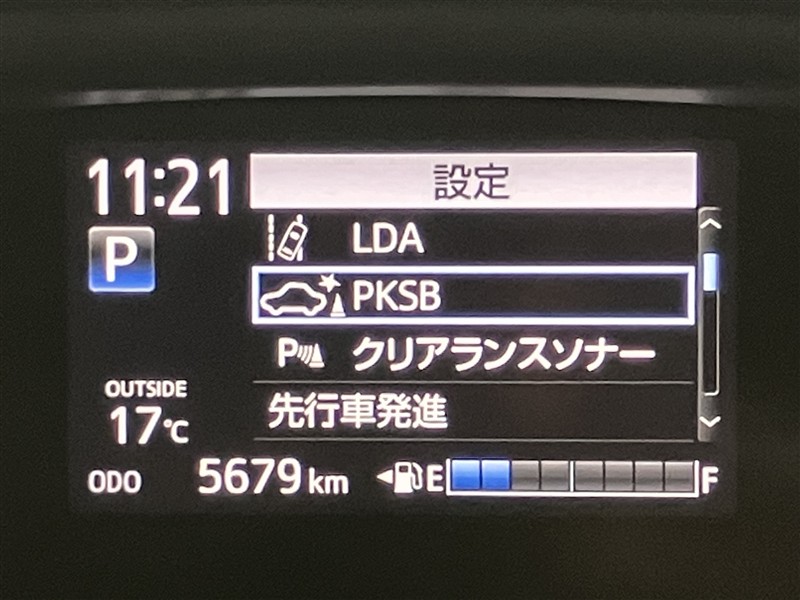 11:21
設定
P
LDA
PKSB
P クリアランスソナー
先行車発進
OUTSIDE
17℃
ODO 5679 km E F